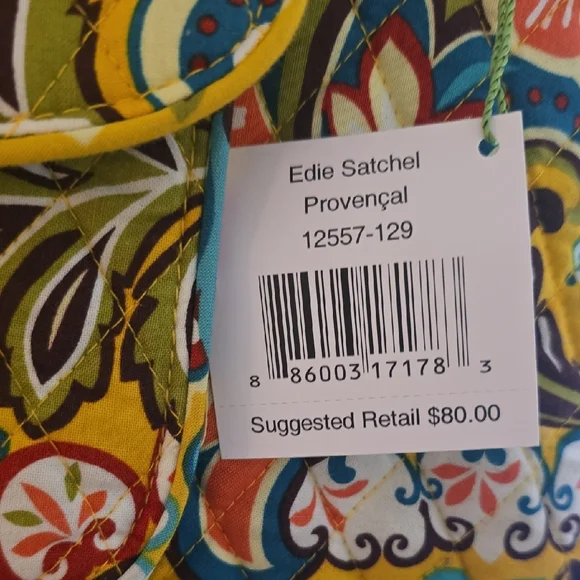 Edie Satchel
Provençal
12557-129
8 86003 17178 3
Suggested Retail $80.00